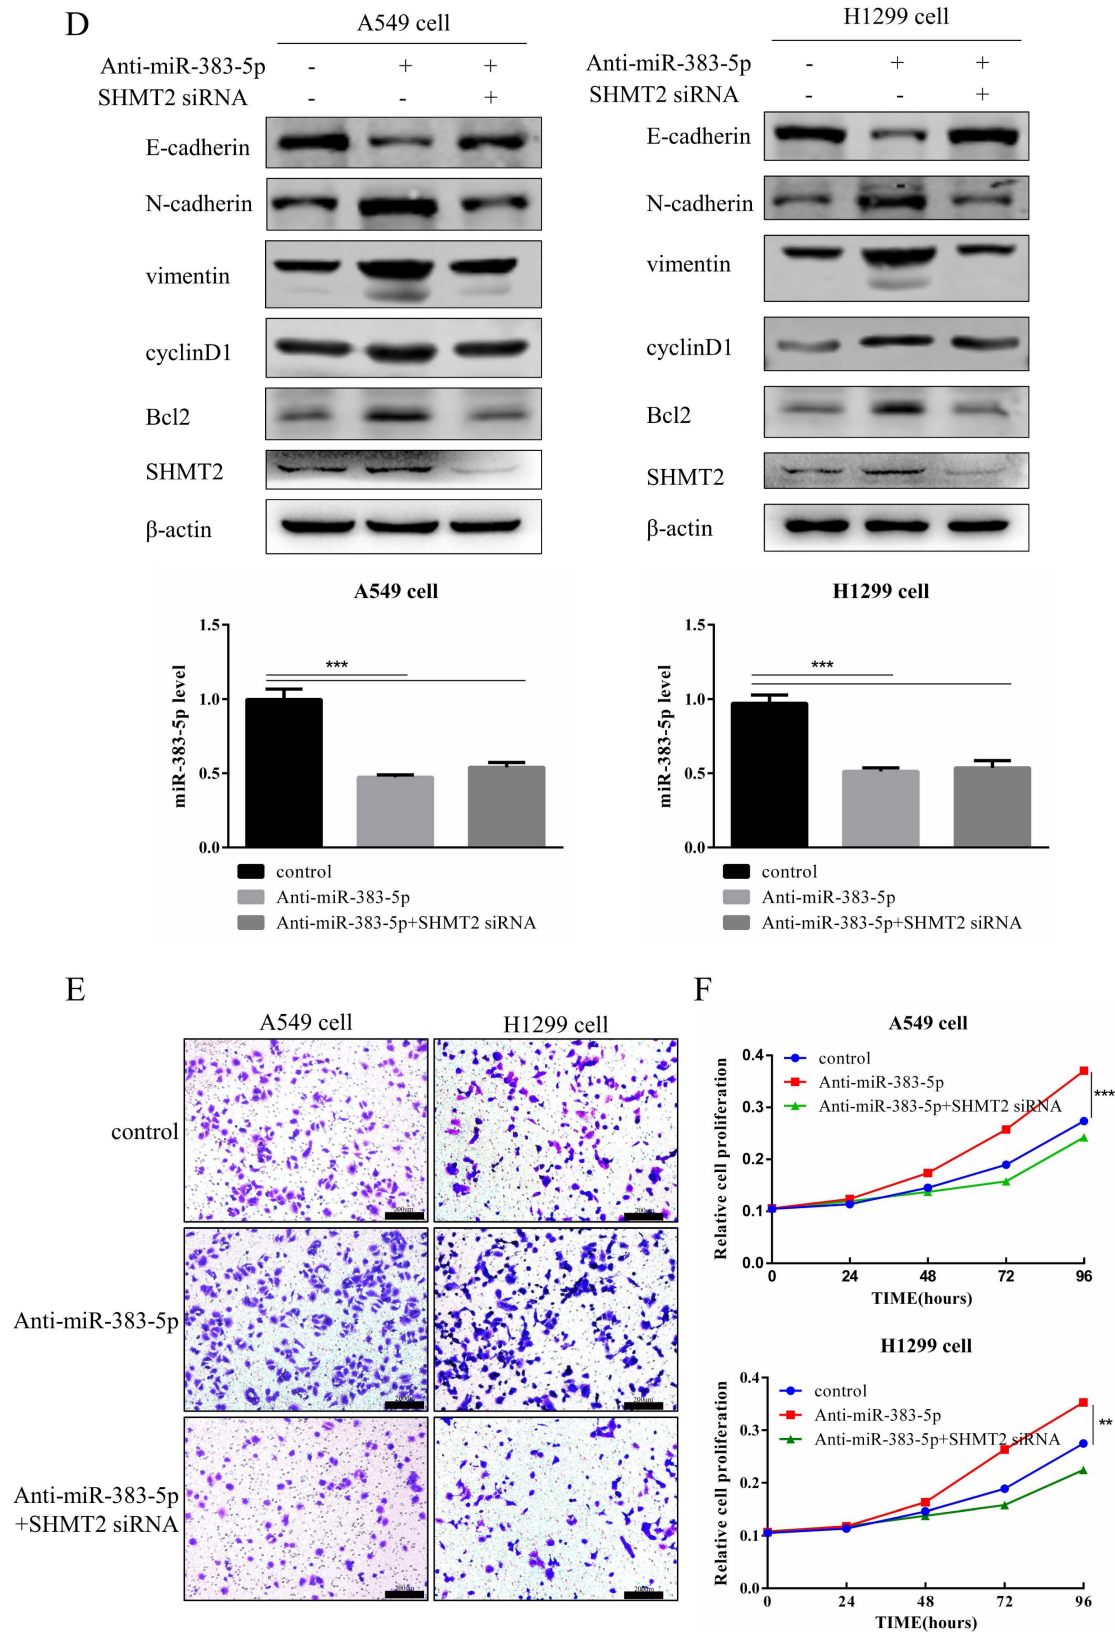 D
A549 cell
Anti-miR-383-5p - + +
SHMT2 siRNA - - +
E-cadherin
N-cadherin
vimentin
cyclinD1
Bcl2
SHMT2
β-actin
H1299 cell
Anti-miR-383-5p - + +
SHMT2 siRNA - - +
E-cadherin
N-cadherin
vimentin
cyclinD1
Bcl2
SHMT2
β-actin
A549 cell
miR-383-5p level
1.5
1.0
0.5
0.0
***
control
Anti-miR-383-5p
Anti-miR-383-5p+SHMT2 siRNA
H1299 cell
miR-383-5p level
1.5
1.0
0.5
0.0
***
control
Anti-miR-383-5p
Anti-miR-383-5p+SHMT2 siRNA
E
A549 cell H1299 cell
control
200um 200um
Anti-miR-383-5p
200um 200um
Anti-miR-383-5p
+SHMT2 siRNA
200um 200um
F
A549 cell
Relative cell proliferation
0.4
0.3
0.2
0.1
0.0
control
Anti-miR-383-5p
Anti-miR-383-5p+SHMT2 siRNA
***
0 24 48 72 96
TIME(hours)
H1299 cell
Relative cell proliferation
0.4
0.3
0.2
0.1
0.0
control
Anti-miR-383-5p
Anti-miR-383-5p+SHMT2 siRNA
**
0 24 48 72 96
TIME(hours)